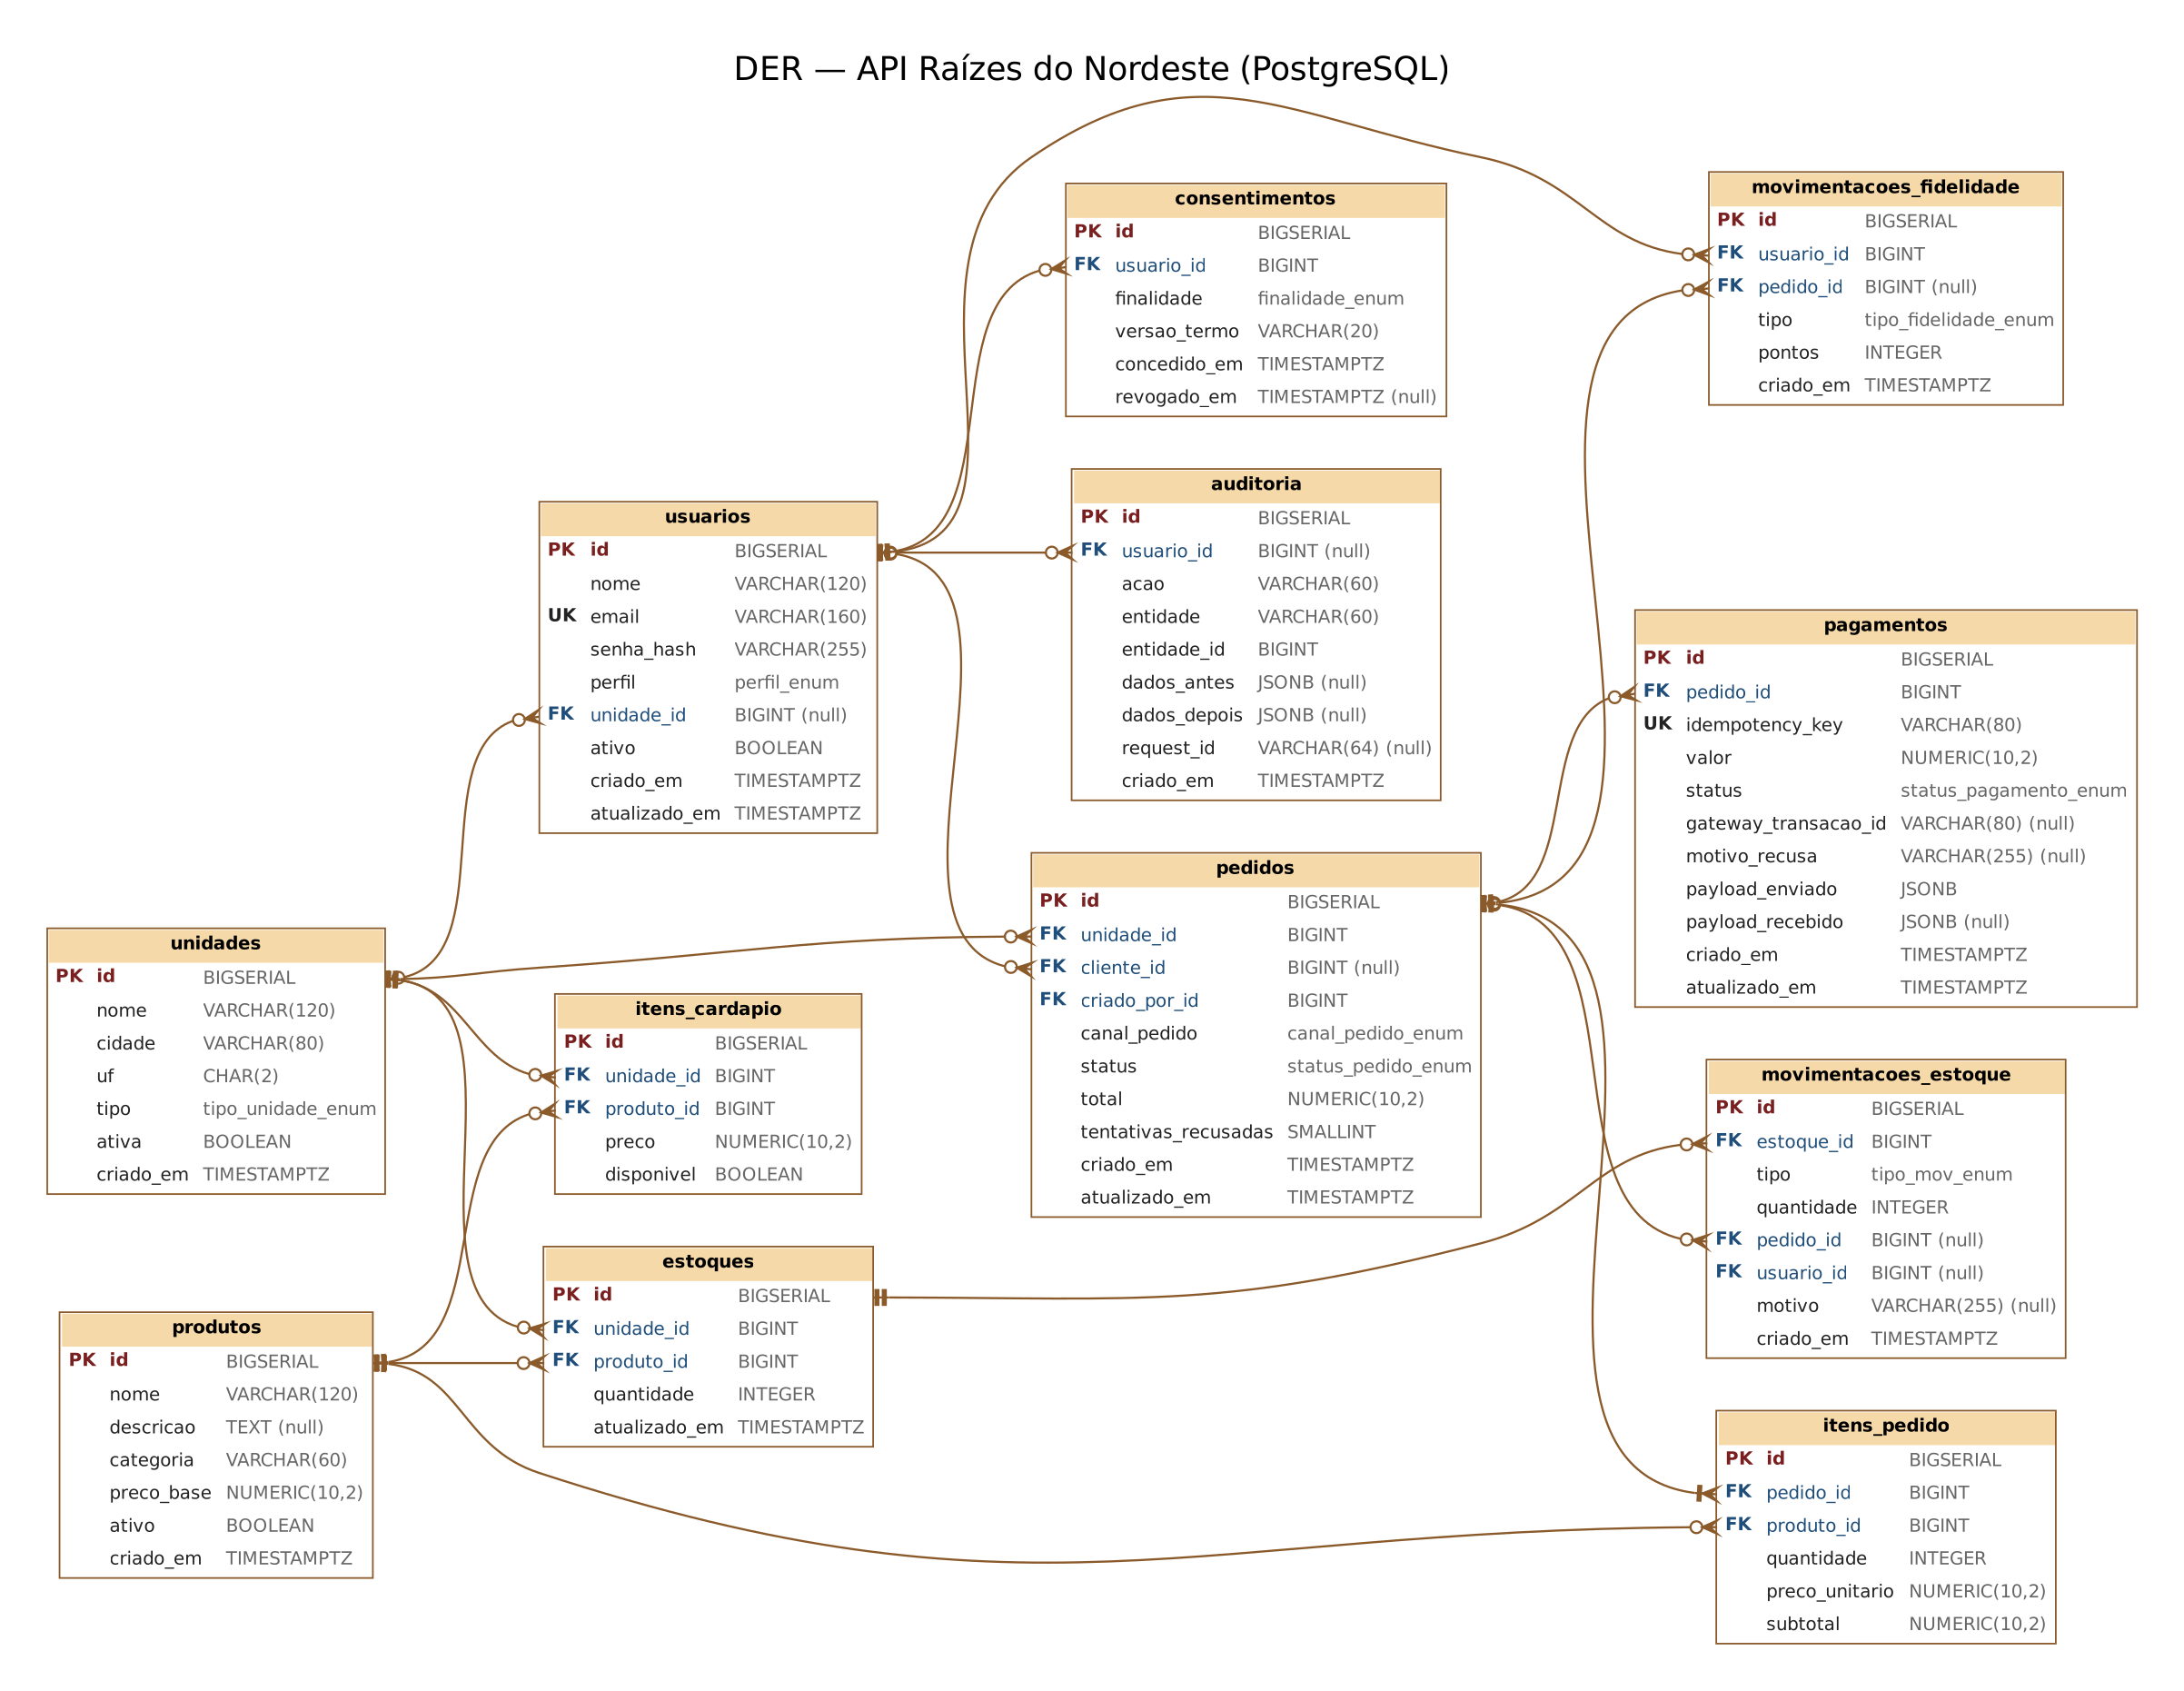 DER — API Raízes do Nordeste (PostgreSQL)
consentimentos
PK id BIGSERIAL
FK usuario_id BIGINT
finalidade finalidade_enum
versao_termo VARCHAR(20)
concedido_em TIMESTAMPTZ
revogado_em TIMESTAMPTZ (null)
movimentacoes_fidelidade
PK id BIGSERIAL
FK usuario_id BIGINT
FK pedido_id BIGINT (null)
tipo tipo_fidelidade_enum
pontos INTEGER
criado_em TIMESTAMPTZ
usuarios
PK id BIGSERIAL
nome VARCHAR(120)
UK email VARCHAR(160)
senha_hash VARCHAR(255)
perfil perfil_enum
FK unidade_id BIGINT (null)
ativo BOOLEAN
criado_em TIMESTAMPTZ
atualizado_em TIMESTAMPTZ
auditoria
PK id BIGSERIAL
FK usuario_id BIGINT (null)
acao VARCHAR(60)
entidade VARCHAR(60)
entidade_id BIGINT
dados_antes JSONB (null)
dados_depois JSONB (null)
request_id VARCHAR(64) (null)
criado_em TIMESTAMPTZ
pagamentos
PK id BIGSERIAL
FK pedido_id BIGINT
UK idempotency_key VARCHAR(80)
valor NUMERIC(10,2)
status status_pagamento_enum
gateway_transacao_id VARCHAR(80) (null)
motivo_recusa VARCHAR(255) (null)
payload_enviado JSONB
payload_recebido JSONB (null)
criado_em TIMESTAMPTZ
atualizado_em TIMESTAMPTZ
unidades
PK id BIGSERIAL
nome VARCHAR(120)
cidade VARCHAR(80)
uf CHAR(2)
tipo tipo_unidade_enum
ativa BOOLEAN
criado_em TIMESTAMPTZ
itens_cardapio
PK id BIGSERIAL
FK unidade_id BIGINT
FK produto_id BIGINT
preco NUMERIC(10,2)
disponivel BOOLEAN
pedidos
PK id BIGSERIAL
FK unidade_id BIGINT
FK cliente_id BIGINT (null)
FK criado_por_id BIGINT
canal_pedido canal_pedido_enum
status status_pedido_enum
total NUMERIC(10,2)
tentativas_recusadas SMALLINT
criado_em TIMESTAMPTZ
atualizado_em TIMESTAMPTZ
movimentacoes_estoque
PK id BIGSERIAL
FK estoque_id BIGINT
tipo tipo_mov_enum
quantidade INTEGER
FK pedido_id BIGINT (null)
FK usuario_id BIGINT (null)
motivo VARCHAR(255) (null)
criado_em TIMESTAMPTZ
produtos
PK id BIGSERIAL
nome VARCHAR(120)
descricao TEXT (null)
categoria VARCHAR(60)
preco_base NUMERIC(10,2)
ativo BOOLEAN
criado_em TIMESTAMPTZ
estoques
PK id BIGSERIAL
FK unidade_id BIGINT
FK produto_id BIGINT
quantidade INTEGER
atualizado_em TIMESTAMPTZ
itens_pedido
PK id BIGSERIAL
FK pedido_id BIGINT
FK produto_id BIGINT
quantidade INTEGER
preco_unitario NUMERIC(10,2)
subtotal NUMERIC(10,2)